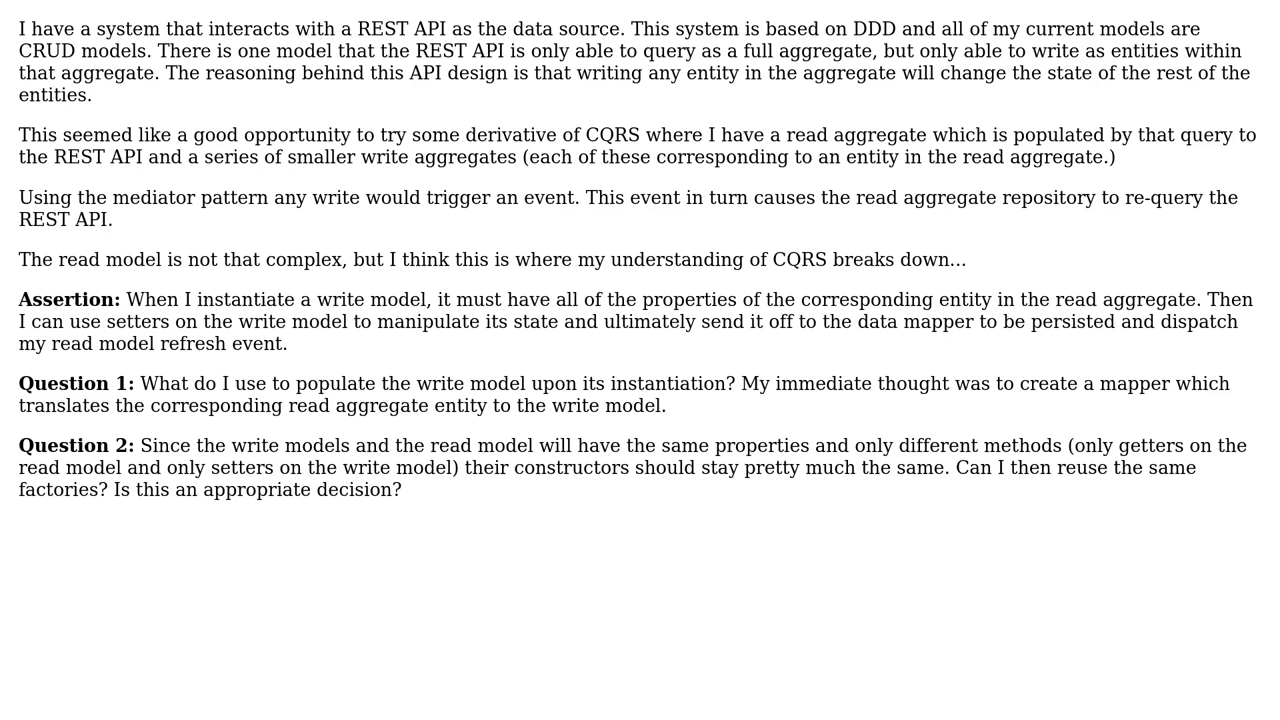 I have a system that interacts with a REST API as the data source. This system is based on DDD and all of my current models are
CRUD models. There is one model that the REST API is only able to query as a full aggregate, but only able to write as entities within
that aggregate. The reasoning behind this API design is that writing any entity in the aggregate will change the state of the rest of the
entities.
This seemed like a good opportunity to try some derivative of CQRS where I have a read aggregate which is populated by that query to
the REST API and a series of smaller write aggregates (each of these corresponding to an entity in the read aggregate.)
Using the mediator pattern any write would trigger an event. This event in turn causes the read aggregate repository to re-query the
REST API.
The read model is not that complex, but I think this is where my understanding of CQRS breaks down...
Assertion: When I instantiate a write model, it must have all of the properties of the corresponding entity in the read aggregate. Then
I can use setters on the write model to manipulate its state and ultimately send it off to the data mapper to be persisted and dispatch
my read model refresh event.
Question 1: What do I use to populate the write model upon its instantiation? My immediate thought was to create a mapper which
translates the corresponding read aggregate entity to the write model.
Question 2: Since the write models and the read model will have the same properties and only different methods (only getters on the
read model and only setters on the write model) their constructors should stay pretty much the same. Can I then reuse the same
factories? Is this an appropriate decision?